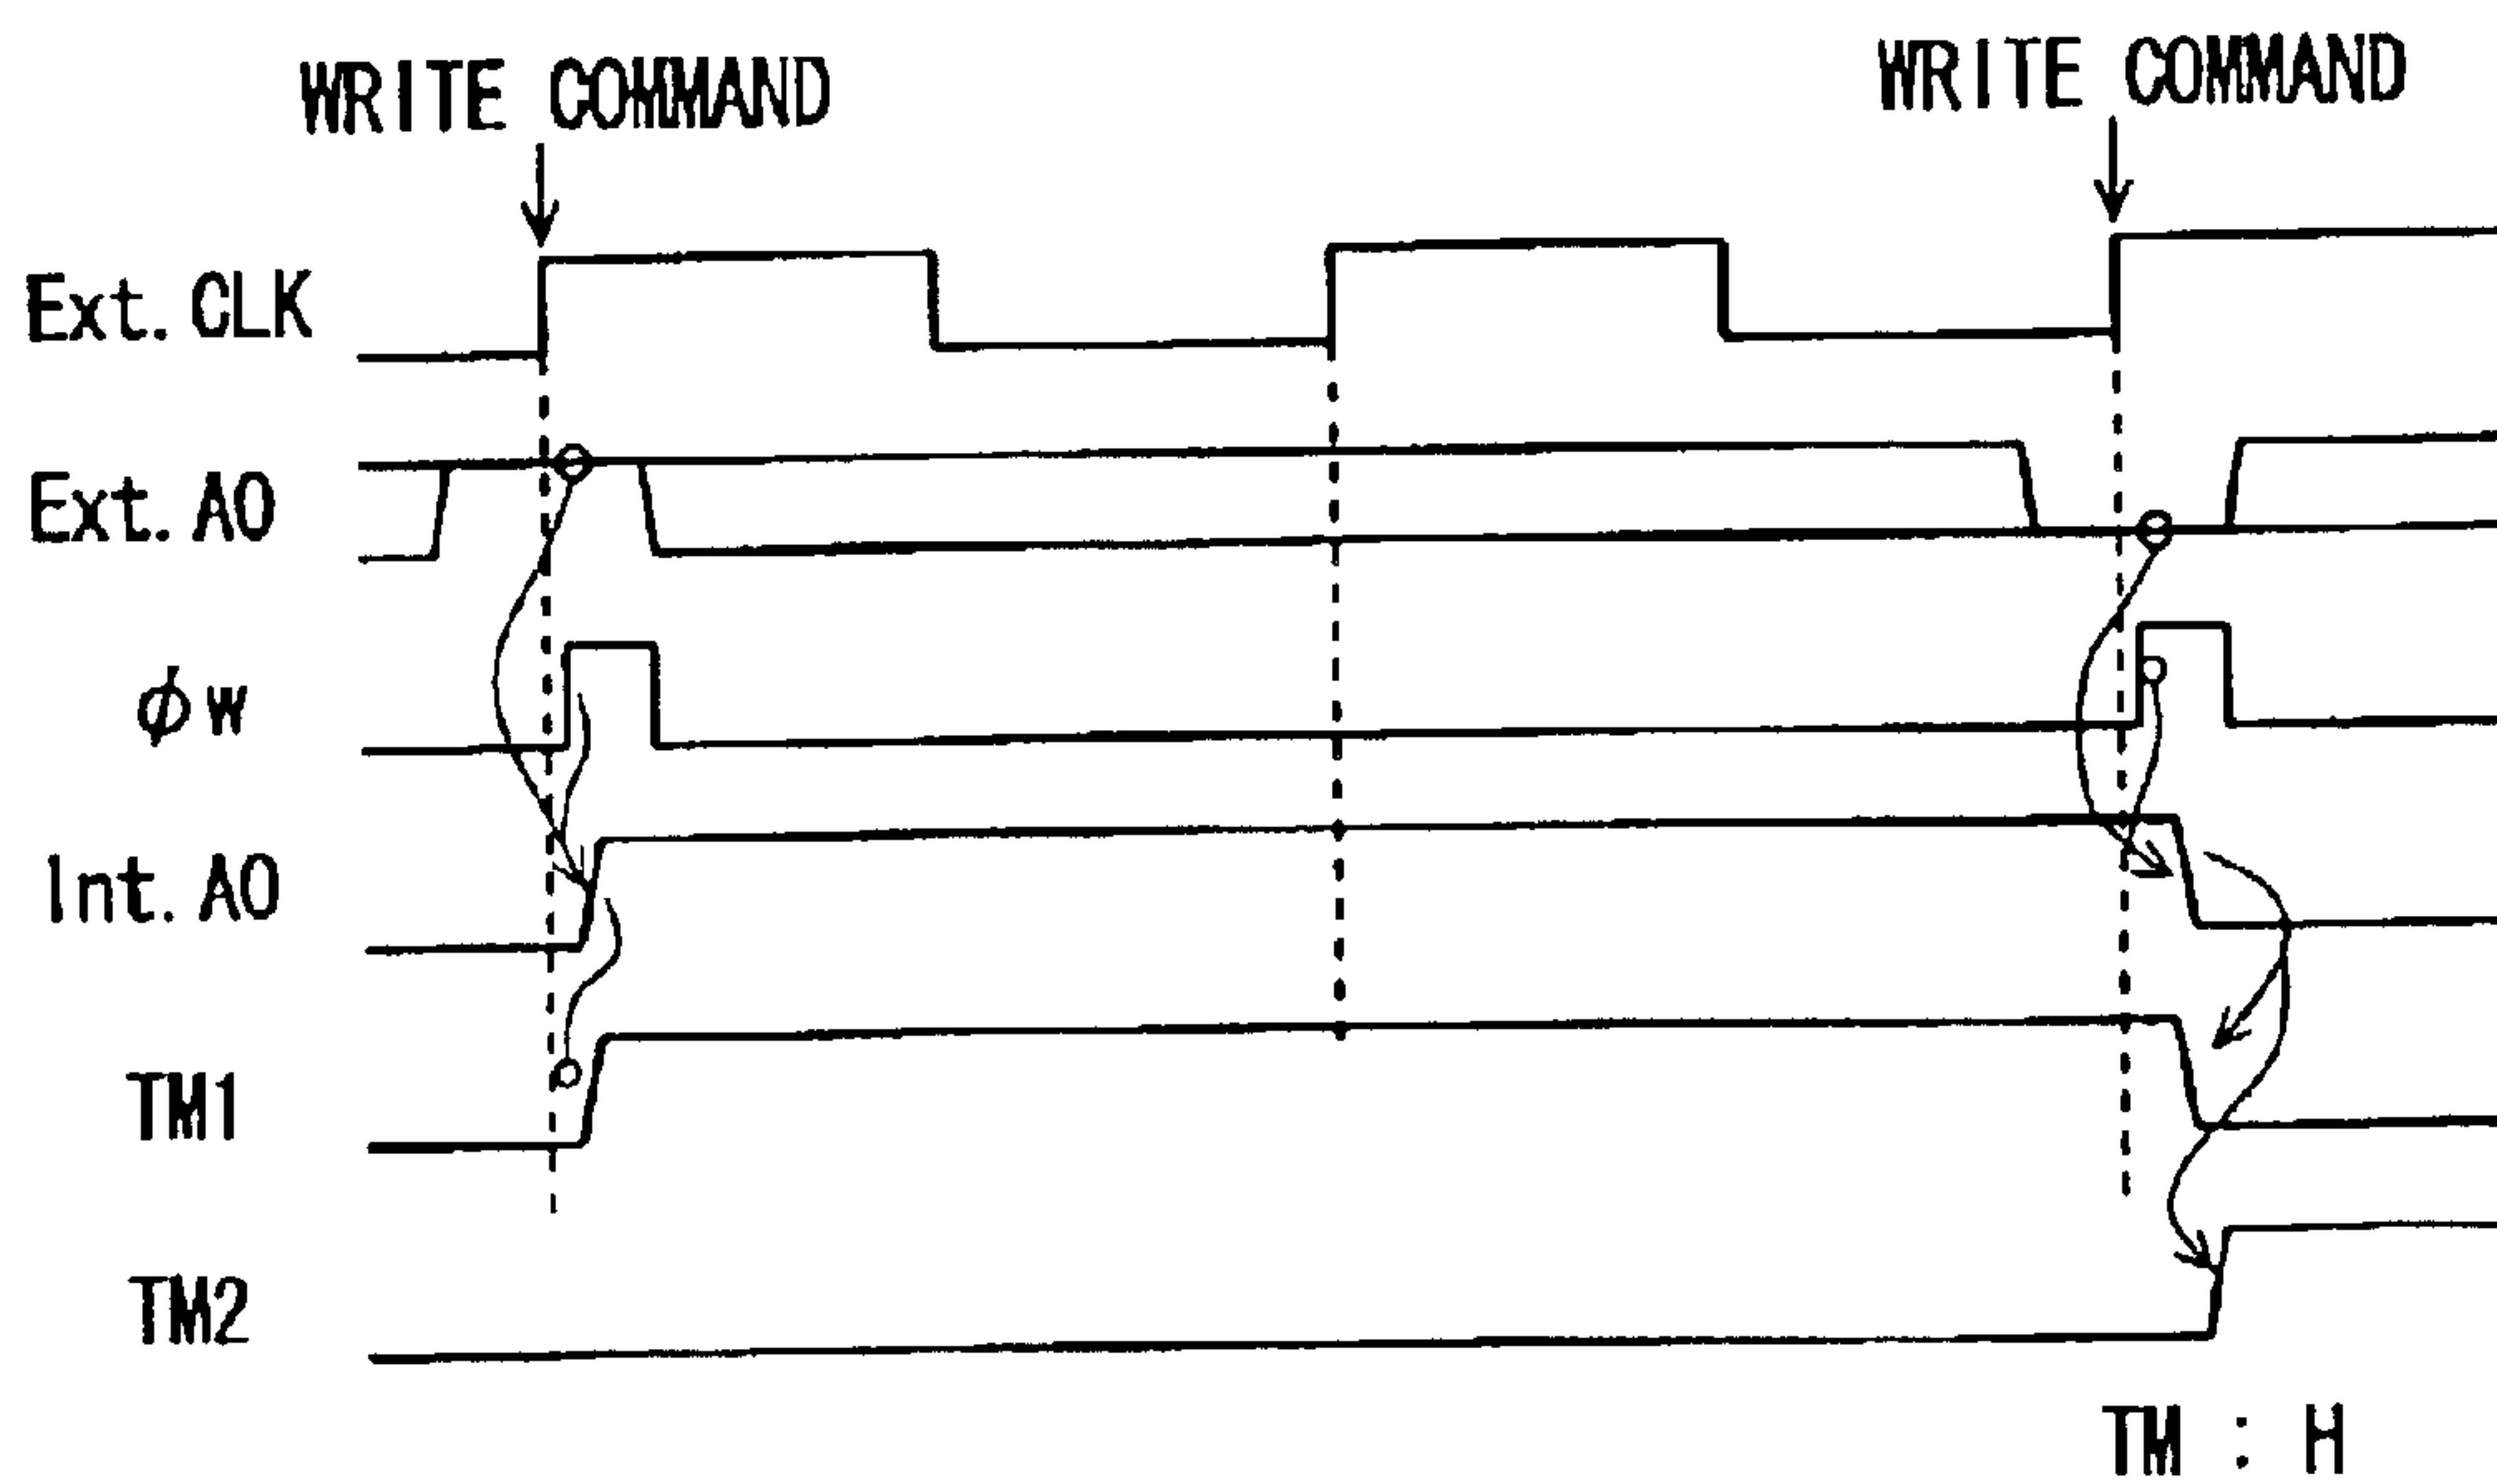 WRITE COMMAND WRITE COMMAND
Ext.CLK
Ext.A0
ϕW
Int.A0
TM1
TM2
TM : H